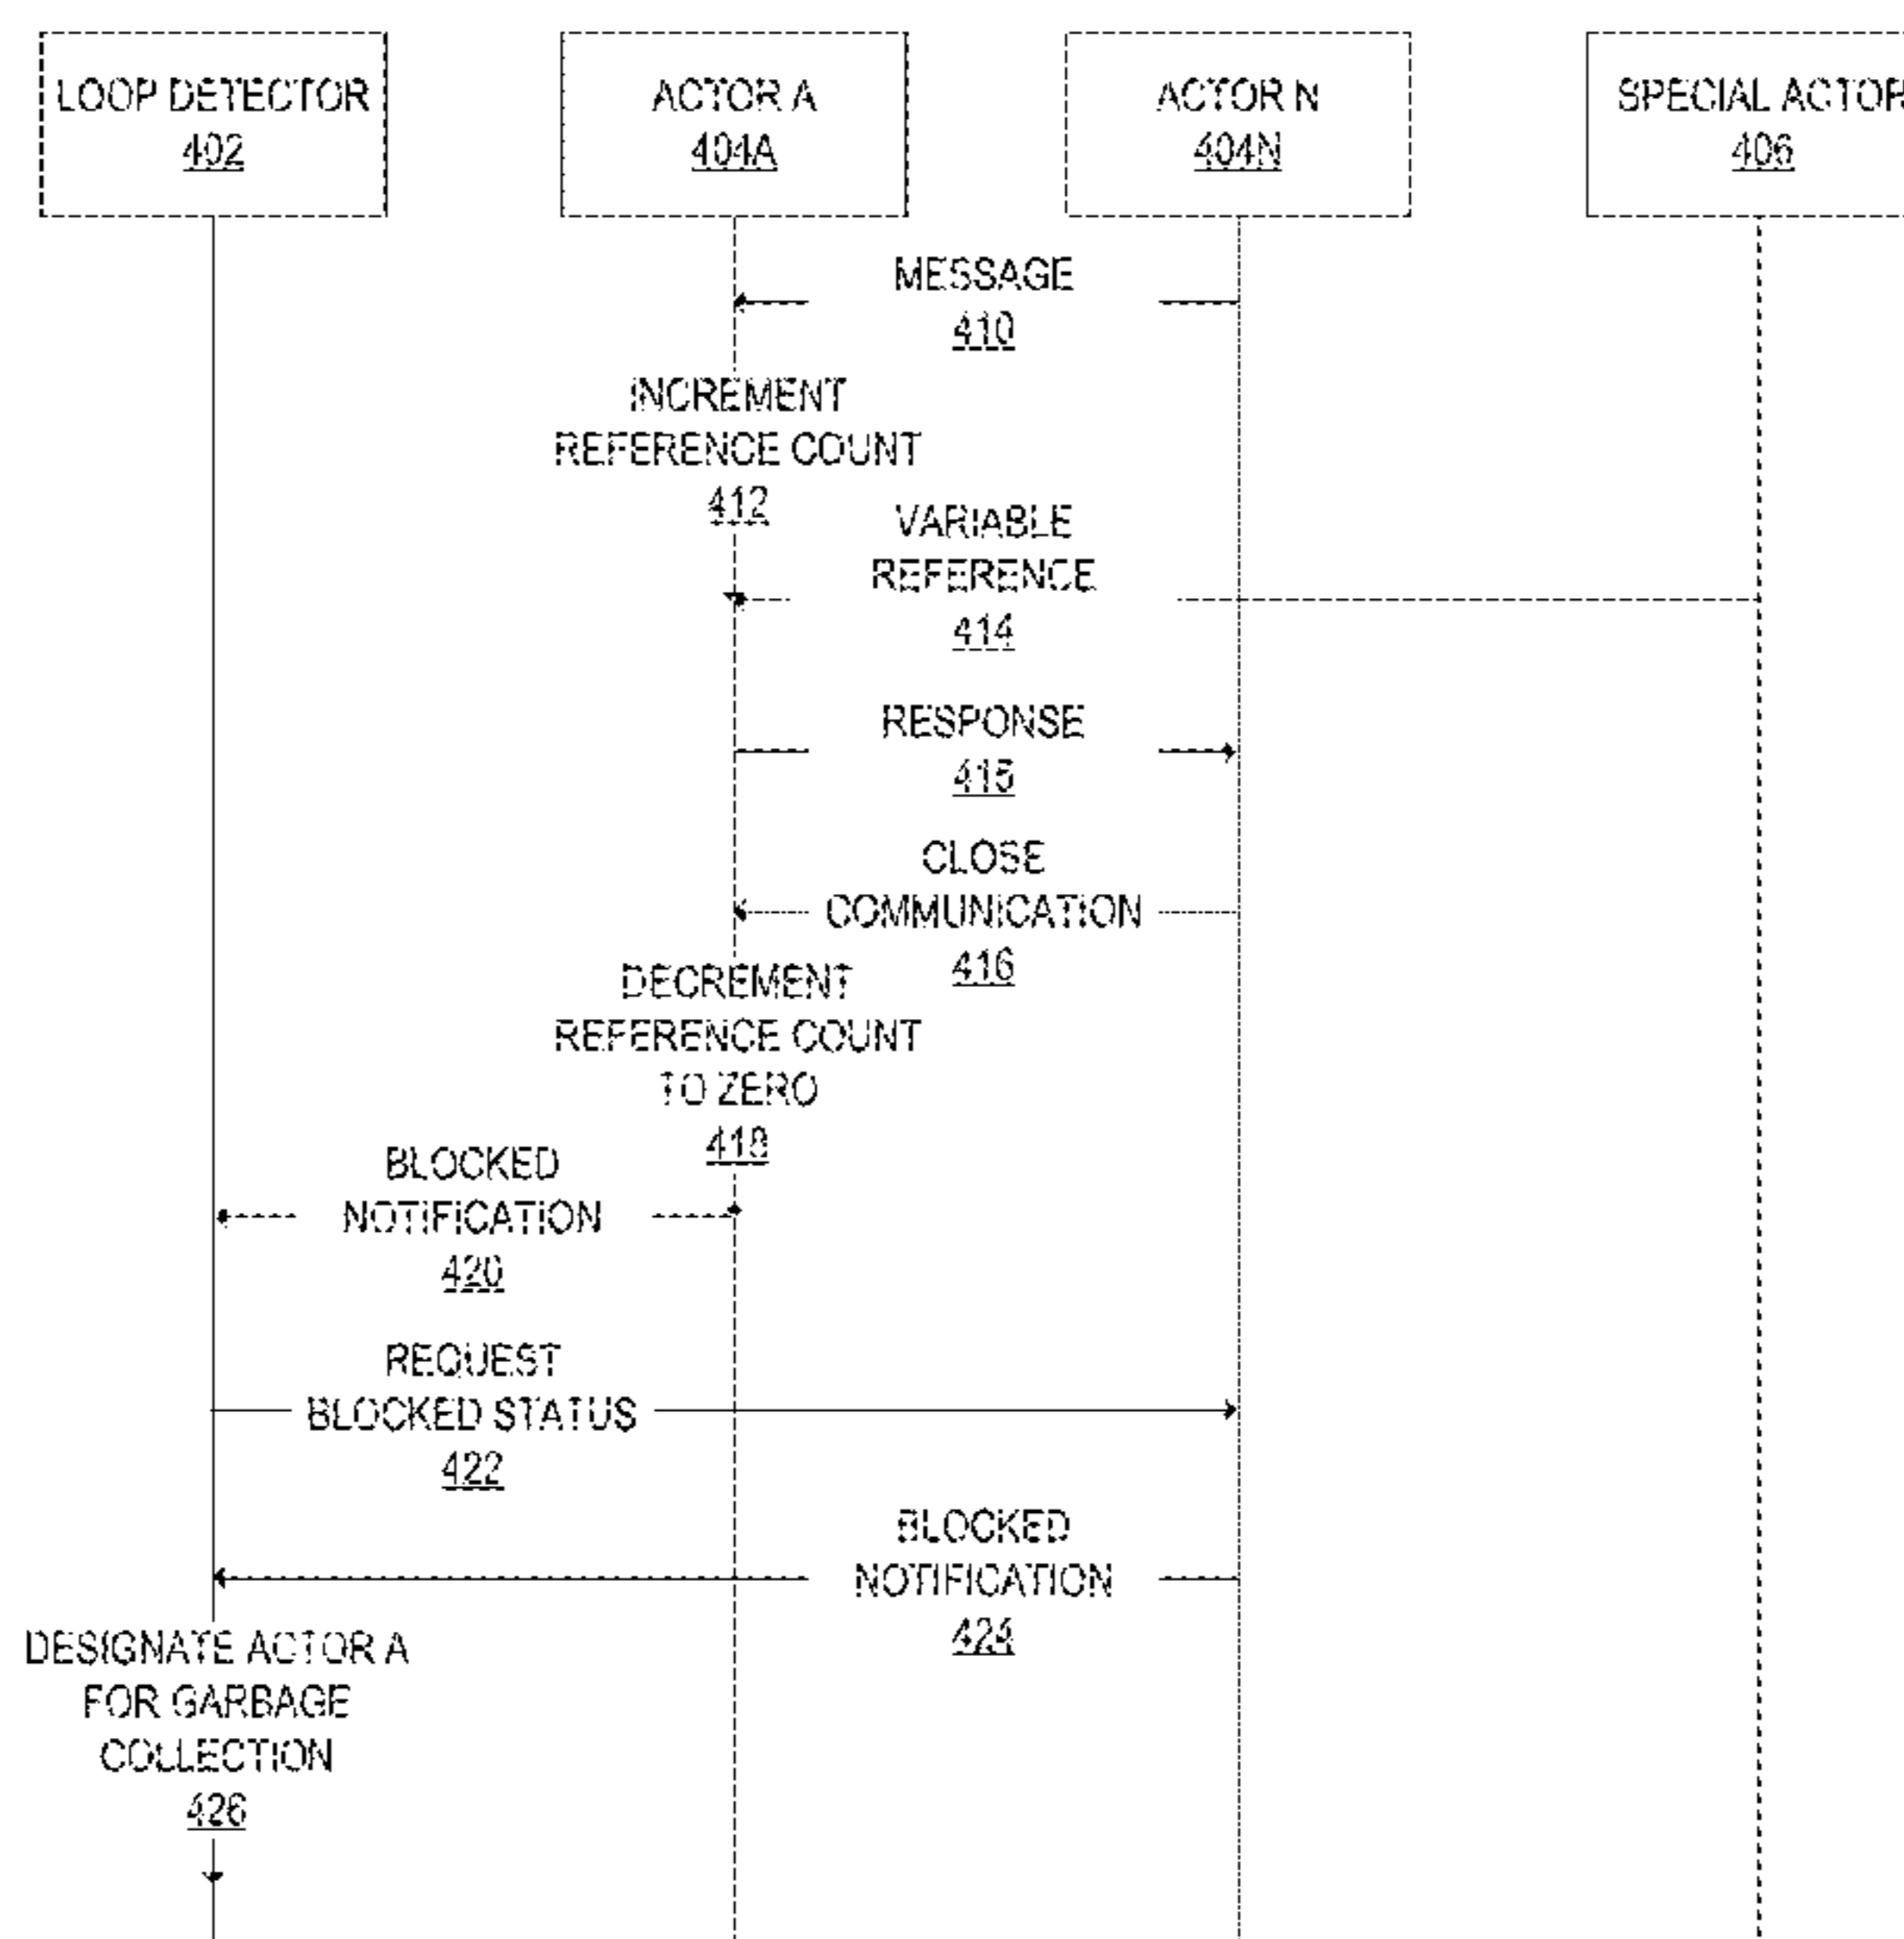 LOOP DETECTOR
402
ACTOR A
404A
ACTOR N
404N
SPECIAL ACTOR
406
MESSAGE
410
INCREMENT
REFERENCE COUNT
412
VARIABLE
REFERENCE
414
RESPONSE
415
CLOSE
COMMUNICATION
416
DECREMENT
REFERENCE COUNT
TO ZERO
418
BLOCKED
NOTIFICATION
420
REQUEST
BLOCKED STATUS
422
BLOCKED
NOTIFICATION
424
DESIGNATE ACTOR A
FOR GARBAGE
COLLECTION
426